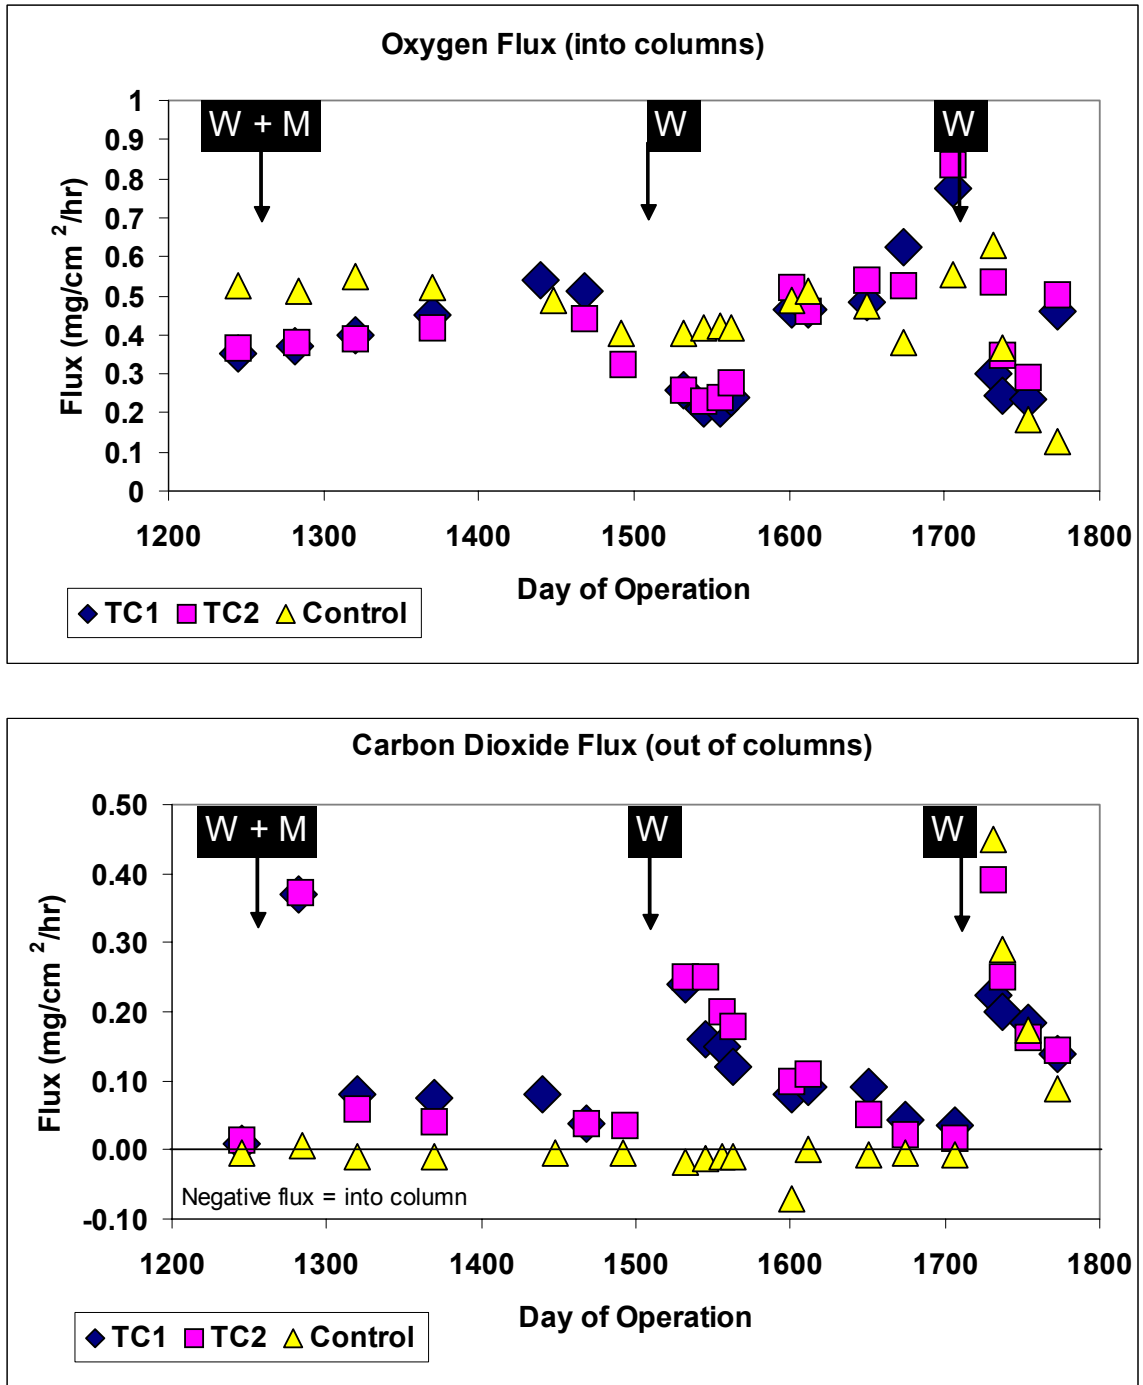 Oxygen Flux (into columns)
W + M
W
W
1
0.9
0.8
0.7
0.6
0.5
0.4
0.3
0.2
0.1
0
Flux (mg/cm ²/hr)
1200 1300 1400 1500 1600 1700 1800
Day of Operation
TC1 TC2 Control
Carbon Dioxide Flux (out of columns)
W + M
W
W
0.50
0.40
0.30
0.20
0.10
0.00
-0.10
Flux (mg/cm ²/hr)
Negative flux = into column
1200 1300 1400 1500 1600 1700 1800
Day of Operation
TC1 TC2 Control